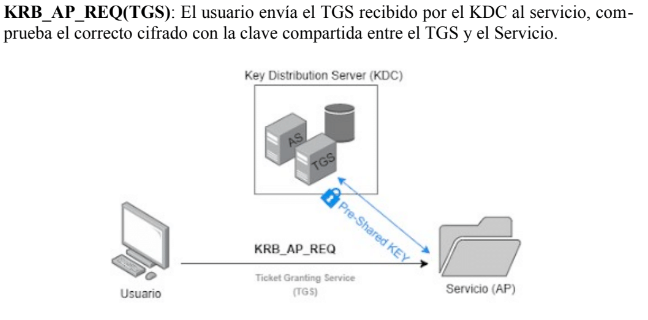 KRB_AP_REQ(TGS): El usuario envía el TGS recibido por el KDC al servicio, com-
prueba el correcto cifrado con la clave compartida entre el TGS y el Servicio.
Key Distribution Server (KDC)
AS
TGS
Pre-Shared KEY
KRB_AP_REQ
Ticket Granting Service
(TGS)
Usuario
Servicio (AP)